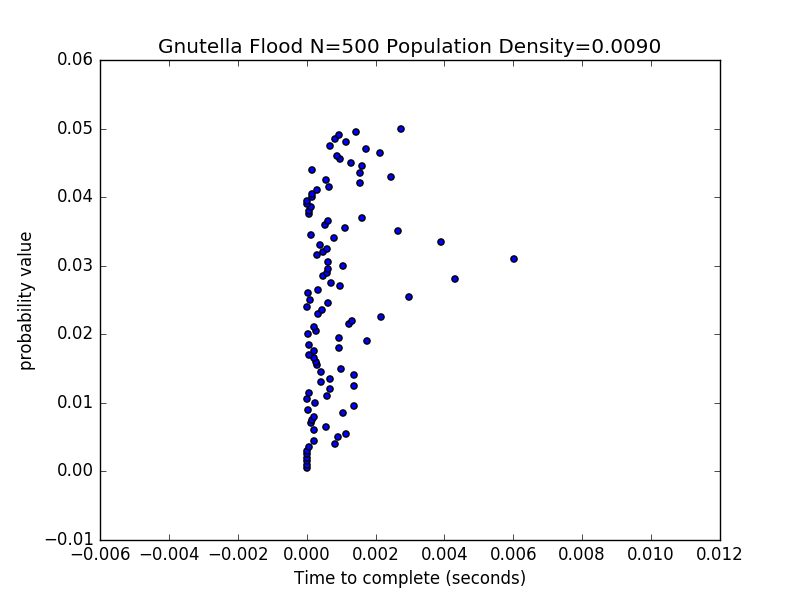 Gnutella Flood N=500 Population Density=0.0090
0.06
0.05
0.04
0.03
0.02
0.01
0.00
−0.01
probability value
−0.006 −0.004 −0.002 0.000 0.002 0.004 0.006 0.008 0.010 0.012
Time to complete (seconds)